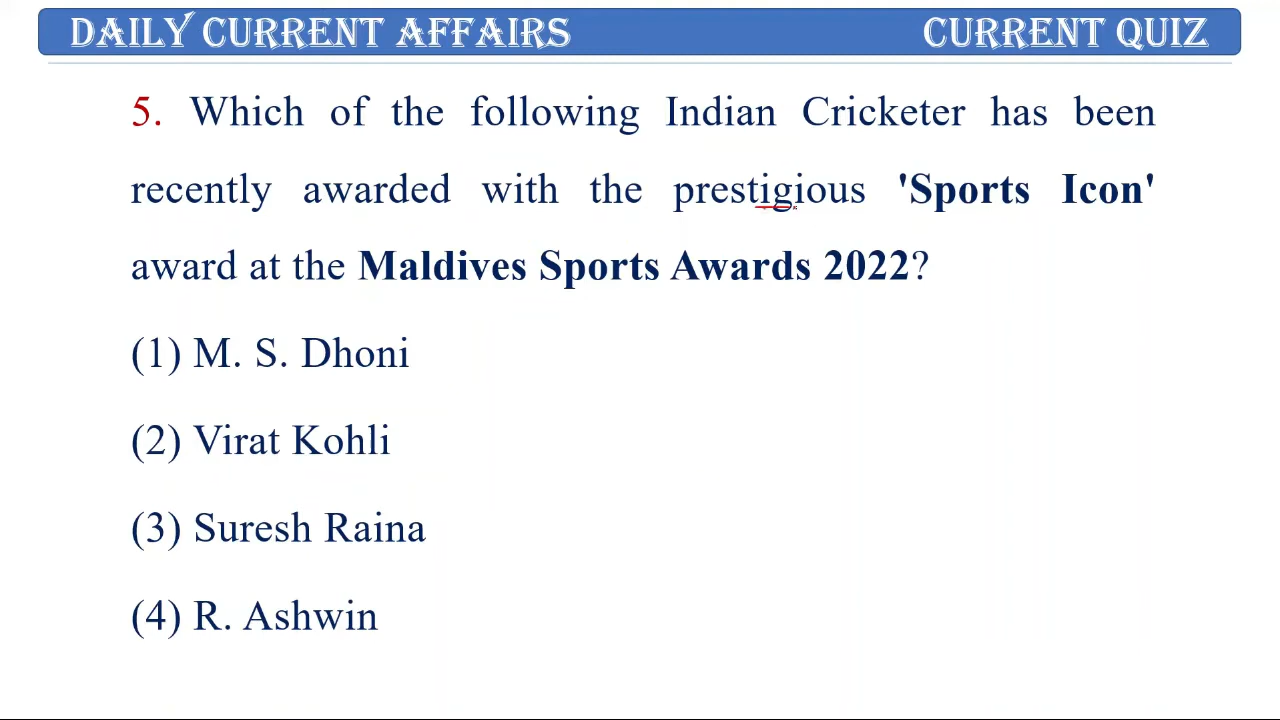 DAILY CURRENT AFFAIRS CURRENT QUIZ
5. Which of the following Indian Cricketer has been
recently awarded with the prestigious 'Sports Icon'
award at the Maldives Sports Awards 2022?
(1) M. S. Dhoni
(2) Virat Kohli
(3) Suresh Raina
(4) R. Ashwin